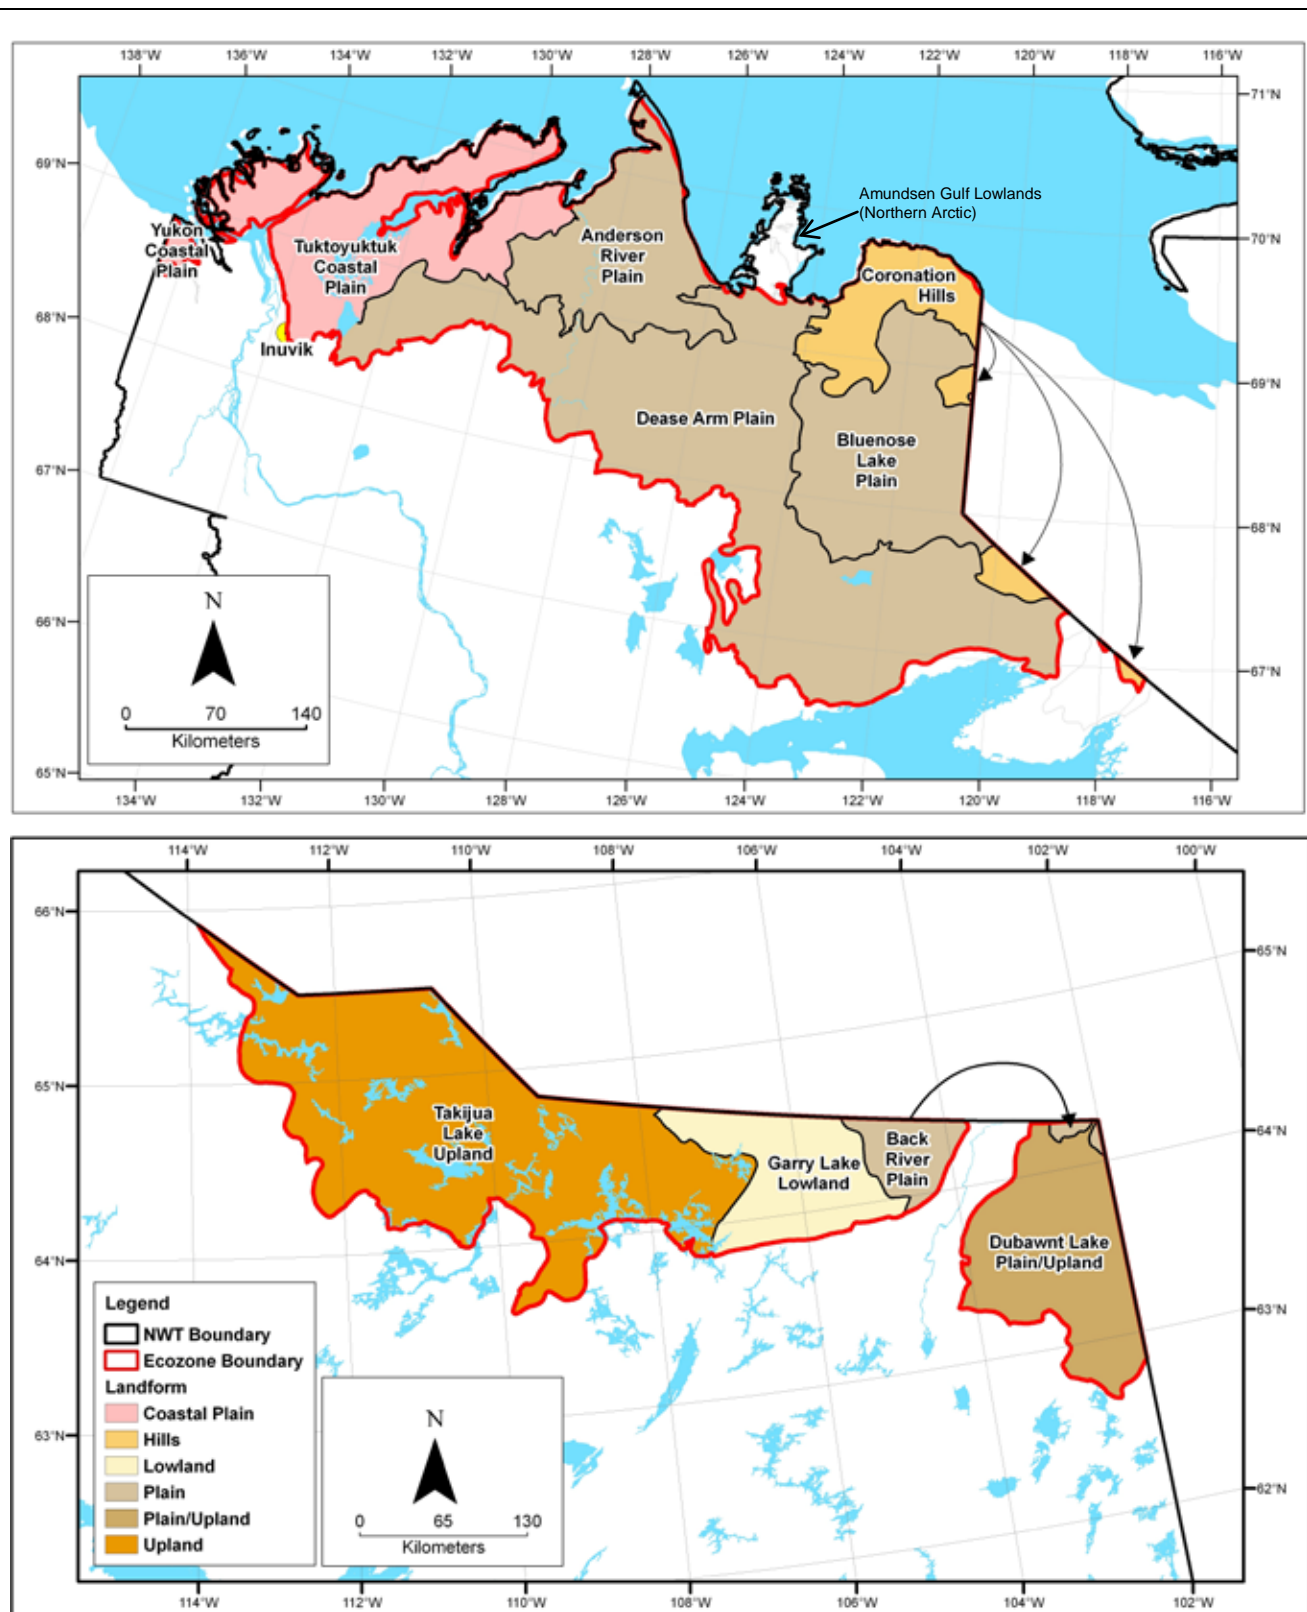 138°W 136°W 134°W 132°W 130°W 128°W 126°W 124°W 122°W 120°W 118°W 116°W
71°N
69°N
Amundsen Gulf Lowlands
(Northern Arctic)
Yukon
Coastal
Plain
Tuktoyuktuk
Coastal
Plain
Anderson
River
Plain
70°N
Coronation
Hills
68°N
Inuvik
69°N
Dease Arm Plain
Bluenose
Lake
Plain
67°N
68°N
N
66°N
67°N
0 70 140
Kilometers
65°N
134°W 132°W 130°W 128°W 126°W 124°W 122°W 120°W 118°W 116°W
114°W 112°W 110°W 108°W 106°W 104°W 102°W 100°W
66°N
65°N
65°N
Takijua
Lake
Upland
64°N
Back
River
Plain
Garry Lake
Lowland
Dubawnt Lake
Plain/Upland
64°N
63°N
Legend
NWT Boundary
Ecozone Boundary
Landform
Coastal Plain
Hills
Lowland
Plain
Plain/Upland
Upland
N
63°N
62°N
0 65 130
Kilometers
114°W 112°W 110°W 108°W 106°W 104°W 102°W